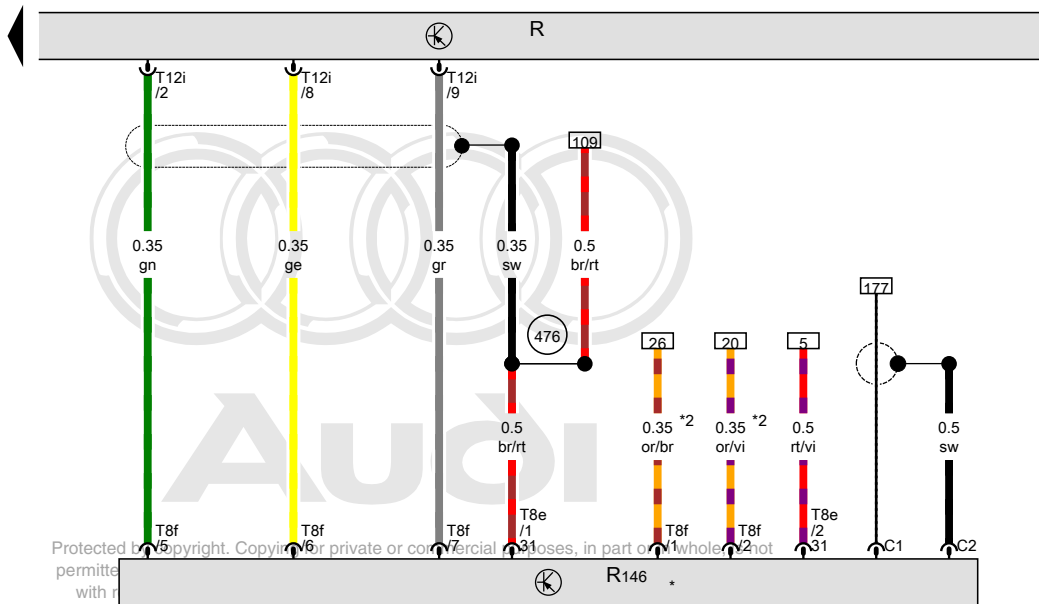 R
T12i
/2
T12i
/8
T12i
/9
109
0.35
gn
0.35
ge
0.35
gr
0.35
sw
0.5
br/rt
177
476
26
20
5
0.5
br/rt
0.35 *2
or/br
0.35 *2
or/vi
0.5
rt/vi
0.5
sw
Audi
T8f
/5
T8f
/6
T8f
/7
T8e
/1
31
T8f
/1
T8f
/2
T8e
/2
31
C1
C2
Protected by copyright. Copying for private or commercial purposes, in part or in whole, is not
permitte
with r
R146 *